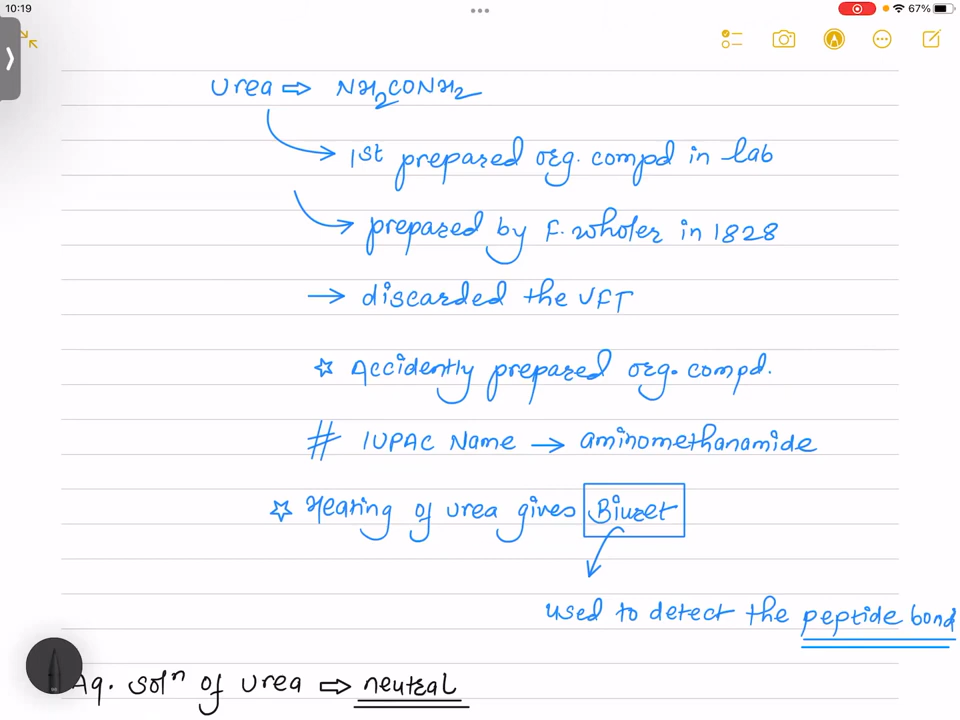 10:19
67%
Urea ⇨ NH2CONH2
1st prepared org. compd in lab
prepared by F. Wholer in 1828
→ discarded the VFT
☆ Accidently prepared org. compd.
# IUPAC Name → aminomethanamide
☆ Heating of urea gives Biuret
used to detect the peptide bond
Aq. solⁿ of urea ⇨ neutral